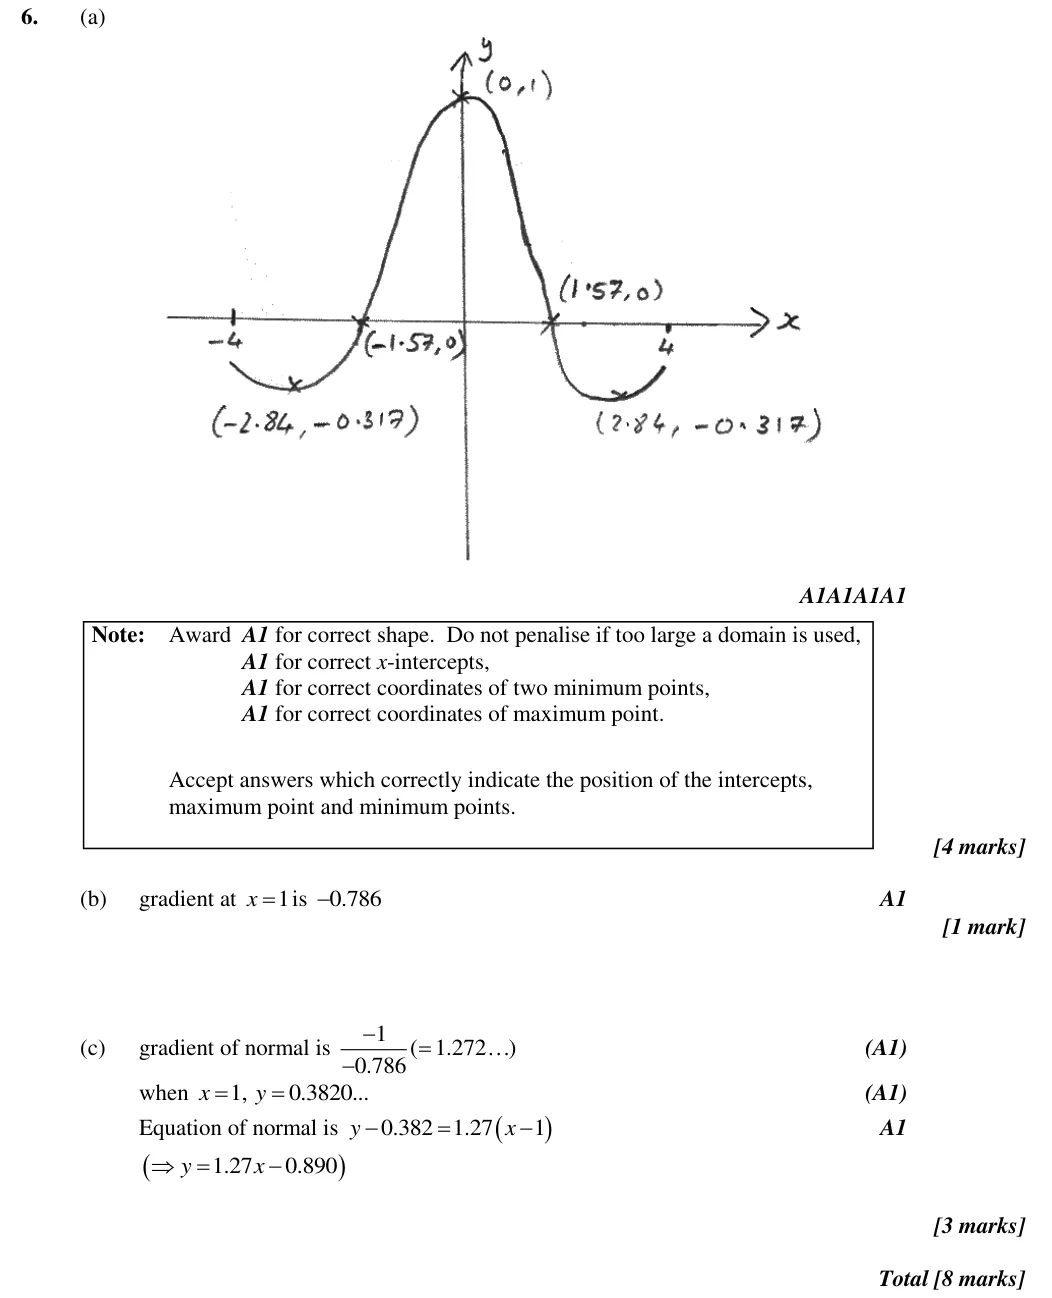 6. (a)
y
(0,1)
(1.57,0)
x
-4
(-1.57,0)
4
(-2.84, -0.317)
(2.84, -0.317)
A1A1A1A1
Note: Award A1 for correct shape. Do not penalise if too large a domain is used,
A1 for correct x-intercepts,
A1 for correct coordinates of two minimum points,
A1 for correct coordinates of maximum point.
Accept answers which correctly indicate the position of the intercepts,
maximum point and minimum points.
[4 marks]
(b) gradient at x=1 is −0.786 A1
[1 mark]
(c) gradient of normal is −1/−0.786 (=1.272…) (A1)
when x=1, y=0.3820... (A1)
Equation of normal is y−0.382=1.27(x−1) A1
(⇒ y=1.27x−0.890)
[3 marks]
Total [8 marks]